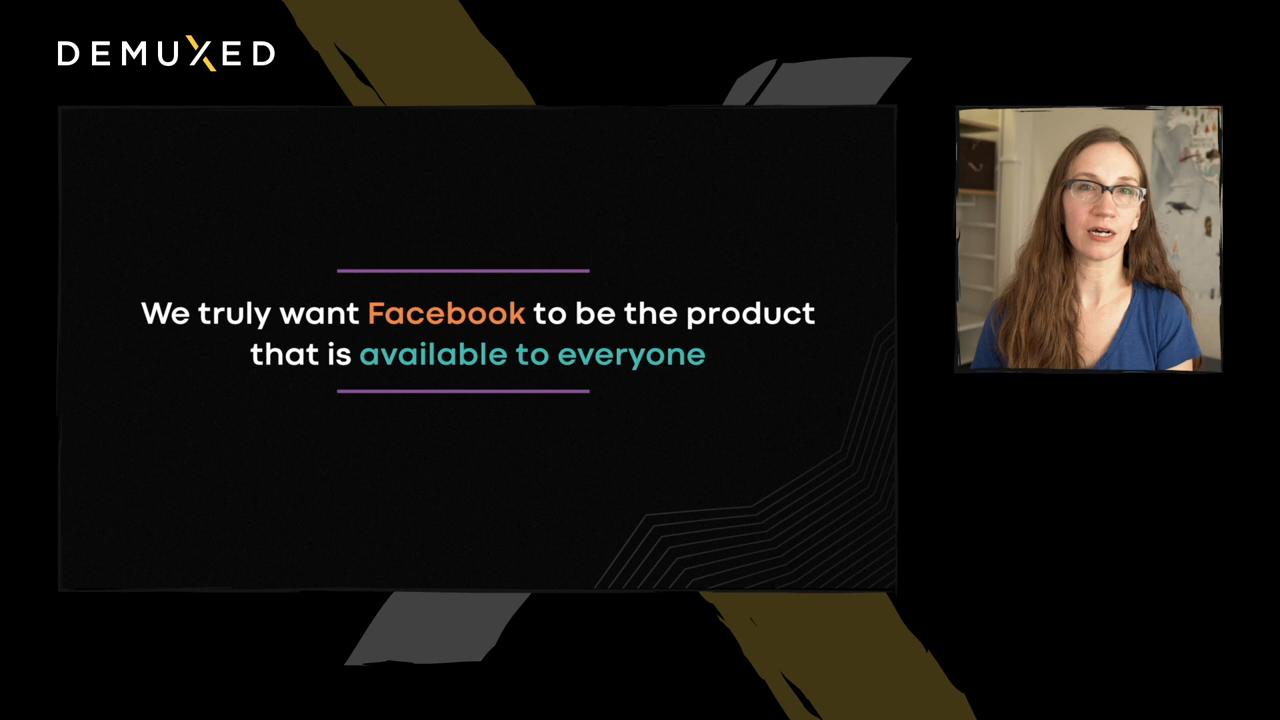 DEMUXED
We truly want Facebook to be the product
that is available to everyone